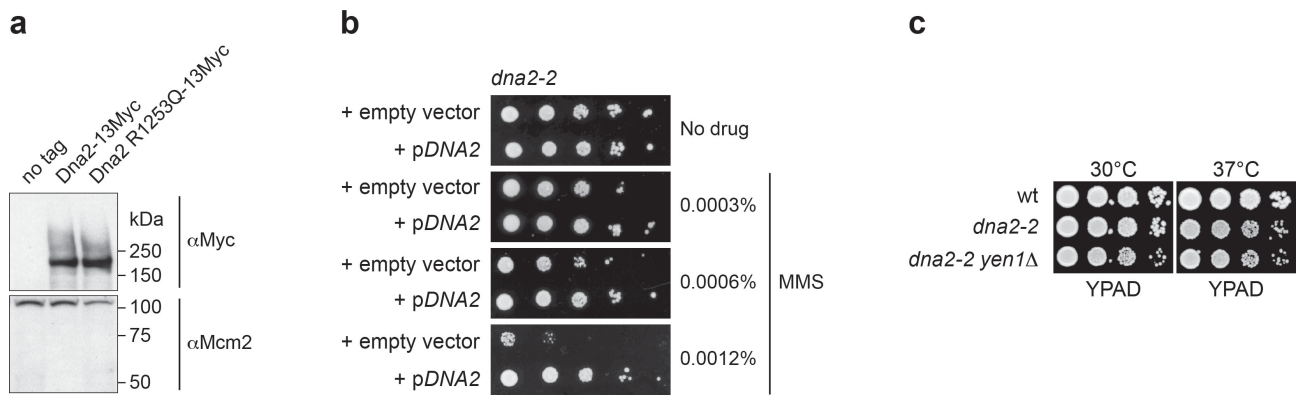 a
no tag
Dna2-13Myc
Dna2 R1253Q-13Myc
kDa
250
150
αMyc
100
75
50
αMcm2
b
dna2-2
+ empty vector
+ pDNA2
No drug
+ empty vector
+ pDNA2
0.0003%
+ empty vector
+ pDNA2
0.0006%
+ empty vector
+ pDNA2
0.0012%
MMS
c
30°C
37°C
wt
dna2-2
dna2-2 yen1Δ
YPAD
YPAD